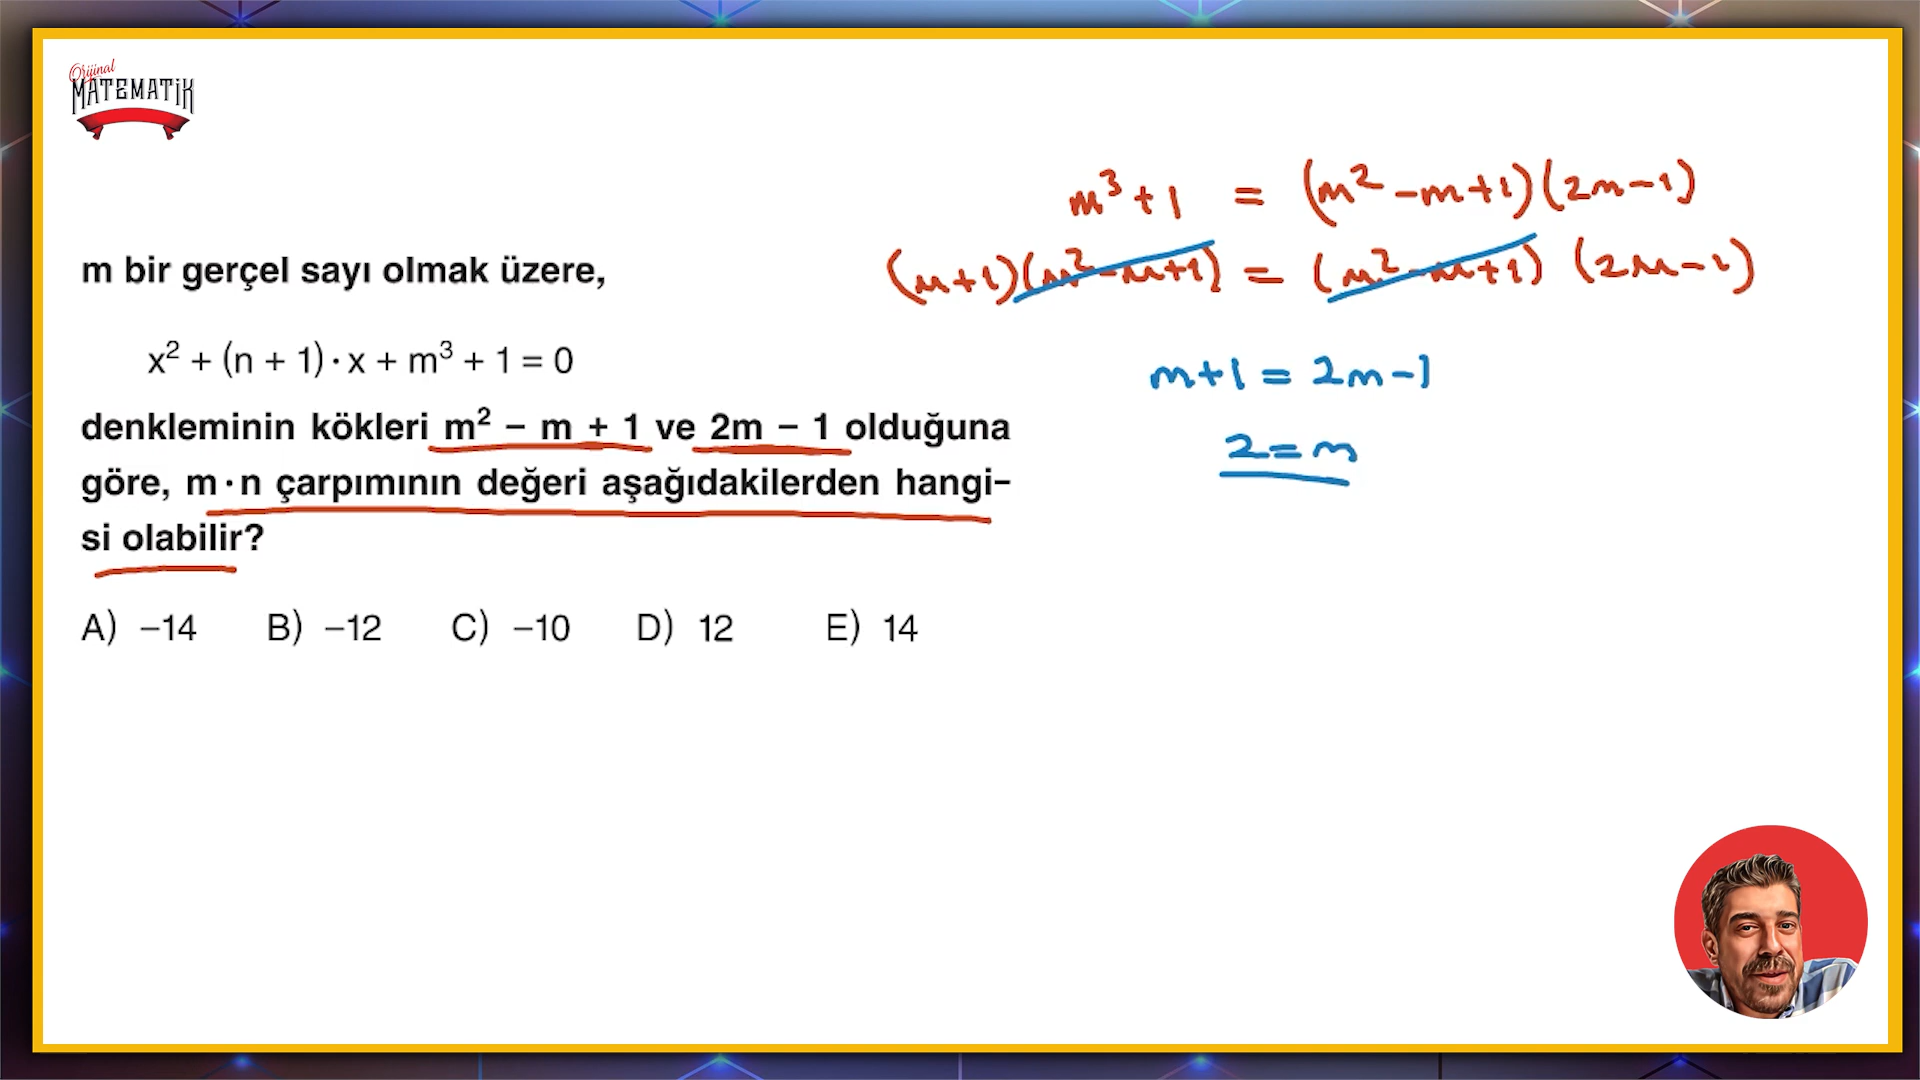 Orijinal
MATEMATİK
m bir gerçel sayı olmak üzere,
x² + (n + 1) · x + m³ + 1 = 0
denkleminin kökleri m² − m + 1 ve 2m − 1 olduğuna
göre, m · n çarpımının değeri aşağıdakilerden hangi−
si olabilir?
A) −14 B) −12 C) −10 D) 12 E) 14
m³ + 1 = (m² − m + 1)(2m − 1)
(m + 1)(m² − m + 1) = (m² − m + 1) (2m − 1)
m + 1 = 2m − 1
2 = m